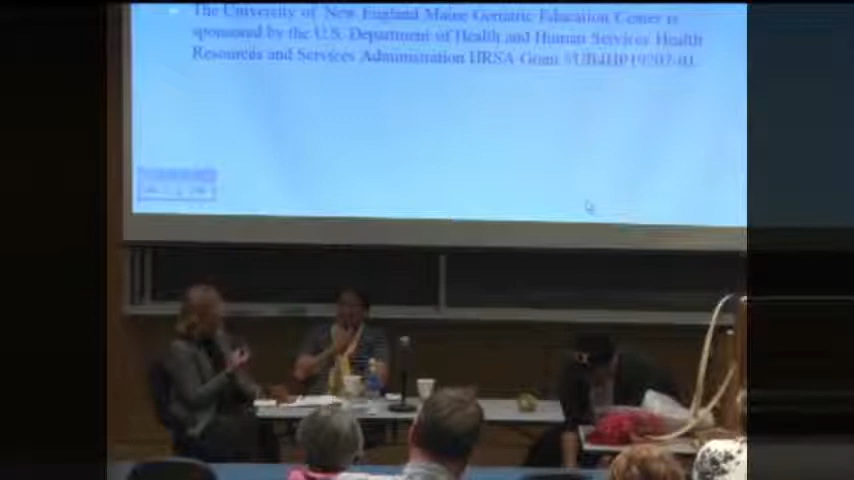 The University of New England Maine Geriatric Education Center is
sponsored by the U.S. Department of Health and Human Services Health
Resources and Services Administration HRSA Grant